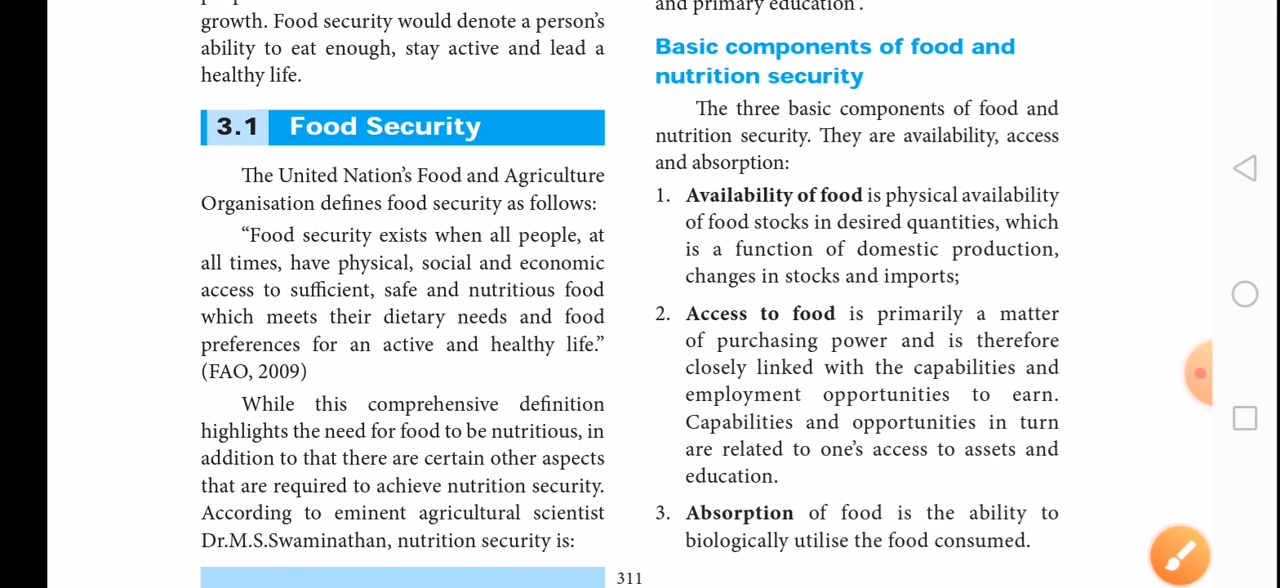 growth. Food security would denote a person's
ability to eat enough, stay active and lead a
healthy life.
3.1 Food Security
The United Nation's Food and Agriculture
Organisation defines food security as follows:
“Food security exists when all people, at
all times, have physical, social and economic
access to sufficient, safe and nutritious food
which meets their dietary needs and food
preferences for an active and healthy life.”
(FAO, 2009)
While this comprehensive definition
highlights the need for food to be nutritious, in
addition to that there are certain other aspects
that are required to achieve nutrition security.
According to eminent agricultural scientist
Dr.M.S.Swaminathan, nutrition security is:
and primary education’.
Basic components of food and
nutrition security
The three basic components of food and
nutrition security. They are availability, access
and absorption:
1. Availability of food is physical availability
of food stocks in desired quantities, which
is a function of domestic production,
changes in stocks and imports;
2. Access to food is primarily a matter
of purchasing power and is therefore
closely linked with the capabilities and
employment opportunities to earn.
Capabilities and opportunities in turn
are related to one's access to assets and
education.
3. Absorption of food is the ability to
biologically utilise the food consumed.
311